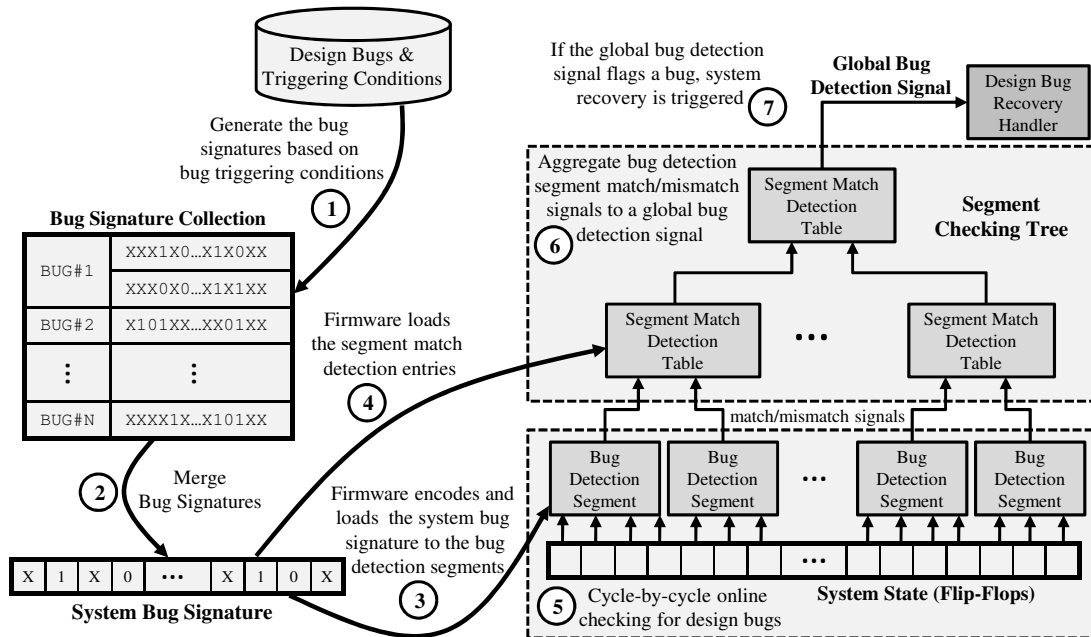 Design Bugs &
Triggering Conditions
Generate the bug
signatures based on
bug triggering conditions
1
Bug Signature Collection
BUG#1
XXX1X0...X1X0XX
XXX0X0...X1X1XX
BUG#2
X101XX...XX01XX
BUG#N
XXXX1X...X101XX
2
Merge
Bug Signatures
X 1 X 0 ... X 1 0 X
System Bug Signature
Firmware loads
the segment match
detection entries
4
Firmware encodes and
loads the system bug
signature to the bug
detection segments
3
If the global bug detection
signal flags a bug, system
recovery is triggered
7
Global Bug
Detection Signal
Design Bug
Recovery
Handler
Aggregate bug detection
segment match/mismatch
signals to a global bug
detection signal
6
Segment Match
Detection
Table
Segment
Checking Tree
Segment Match
Detection
Table
...
Segment Match
Detection
Table
match/mismatch signals
Bug
Detection
Segment
Bug
Detection
Segment
...
Bug
Detection
Segment
Bug
Detection
Segment
...
5
Cycle-by-cycle online
checking for design bugs
System State (Flip-Flops)